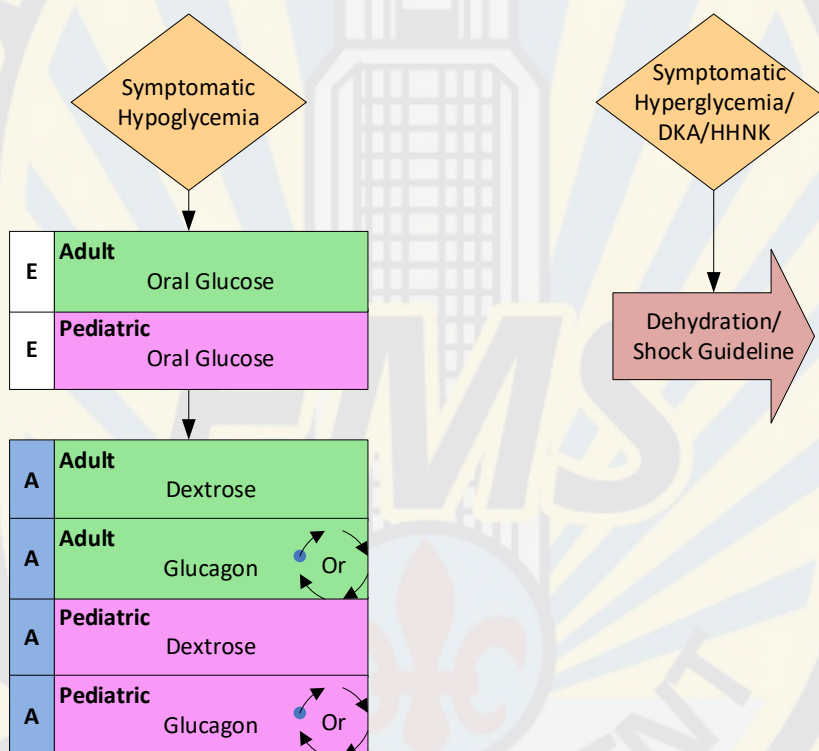 Symptomatic
Hypoglycemia
E
Adult
Oral Glucose
E
Pediatric
Oral Glucose
A
Adult
Dextrose
A
Adult
Glucagon
Or
A
Pediatric
Dextrose
A
Pediatric
Glucagon
Or
Symptomatic
Hyperglycemia/
DKA/HHNK
Dehydration/
Shock Guideline
EMS